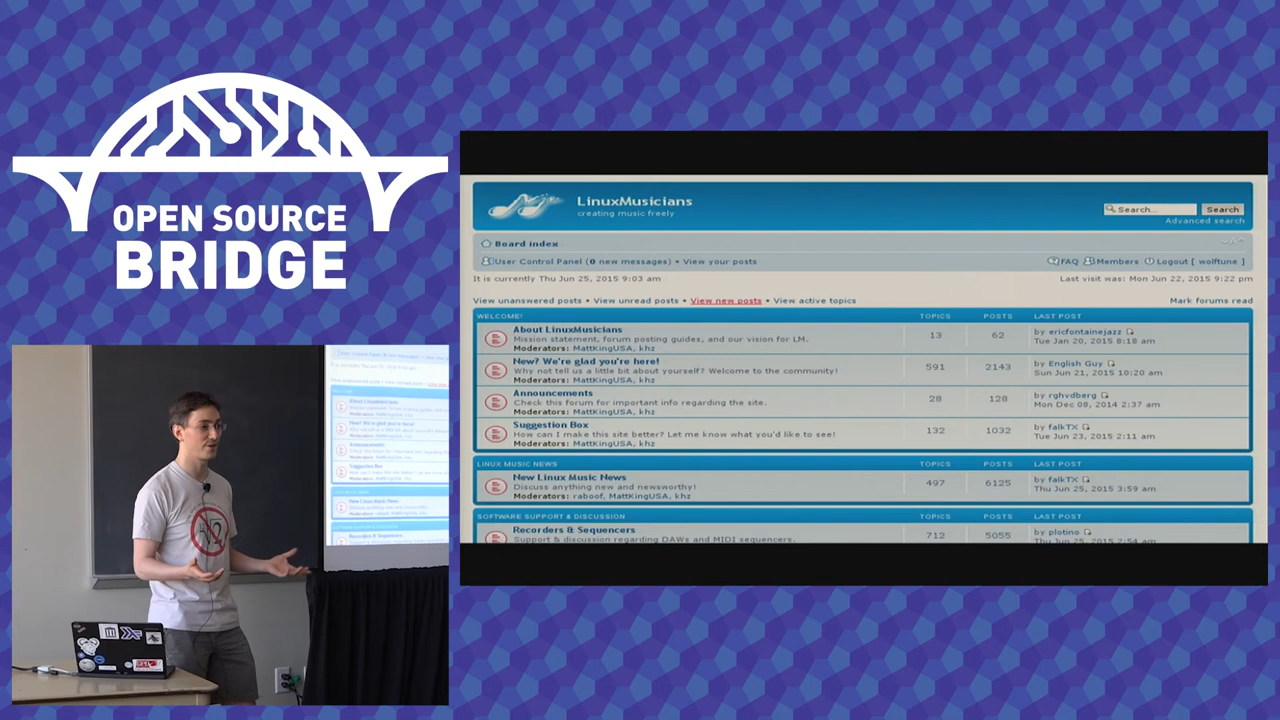 OPEN SOURCE
BRIDGE
LinuxMusicians
creating music freely
Search...
Search
Advanced search
Board index
User Control Panel (0 new messages) • View your posts
FAQ Members Logout [ wolftune ]
It is currently Thu Jun 25, 2015 9:03 am
Last visit was: Mon Jun 22, 2015 9:22 pm
View unanswered posts • View unread posts • View new posts • View active topics
Mark forums read
WELCOME! TOPICS POSTS LAST POST
About LinuxMusicians
Mission statement, forum posting guides, and our vision for LM.
Moderators: MattKingUSA, khz
13 62
by ericfontainejazz
Tue Jan 20, 2015 8:18 am
New? We're glad you're here!
Why not tell us a little bit about yourself? Welcome to the community!
Moderators: MattKingUSA, khz
591 2143
by English Guy
Sun Jun 21, 2015 10:20 am
Announcements
Check this forum for important info regarding the site.
Moderators: MattKingUSA, khz
28 128
by rghvdberg
Mon Dec 08, 2014 2:37 am
Suggestion Box
How can I make this site better? Let me know what you'd like to see!
Moderators: MattKingUSA, khz
132 1032
by falkTX
Tue Jun 23, 2015 2:11 am
LINUX MUSIC NEWS TOPICS POSTS LAST POST
New Linux Music News
Discuss anything new and newsworthy!
Moderators: raboof, MattKingUSA, khz
497 6125
by falkTX
Thu Jun 25, 2015 3:59 am
SOFTWARE SUPPORT & DISCUSSION TOPICS POSTS LAST POST
Recorders & Sequencers
Support & discussion regarding DAWs and MIDI sequencers.
712 5055
by plotino
Thu Jun 25, 2015 2:54 am